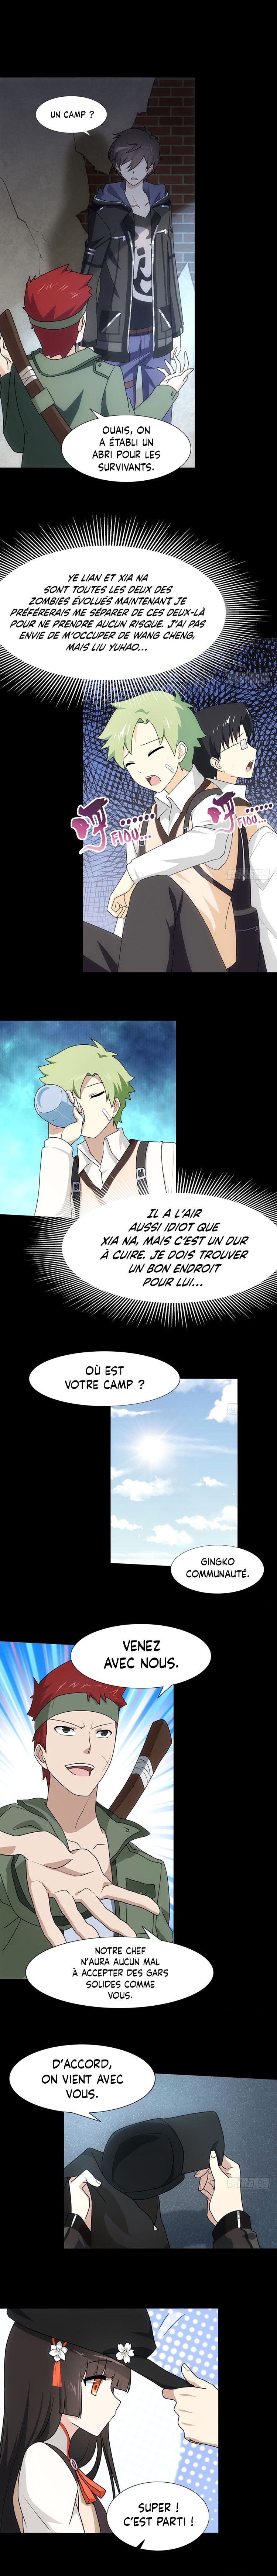 UN CAMP ?
OUAIS, ON
A ÉTABLI UN
ABRI POUR LES
SURVIVANTS.
YE LIAN ET XIA NA
SONT TOUTES LES DEUX DES
ZOMBIES ÉVOLUÉS MAINTENANT JE
PRÉFÉRERAIS ME SÉPARER DE CES DEUX-LÀ
POUR NE PRENDRE AUCUN RISQUE. J'AI PAS
ENVIE DE M'OCCUPER DE WANG CHENG,
MAIS LIU YUHAO...
FIOU...
FIOU...
IL A L'AIR
AUSSI IDIOT QUE
XIA NA, MAIS C'EST UN DUR
À CUIRE. JE DOIS TROUVER
UN BON ENDROIT
POUR LUI...
OÙ EST
VOTRE CAMP ?
GINGKO
COMMUNAUTÉ.
VENEZ
AVEC NOUS.
NOTRE CHEF
N'AURA AUCUN MAL
À ACCEPTER DES GARS
SOLIDES COMME
VOUS.
D'ACCORD,
ON VIENT AVEC
VOUS.
SUPER !
C'EST PARTI !